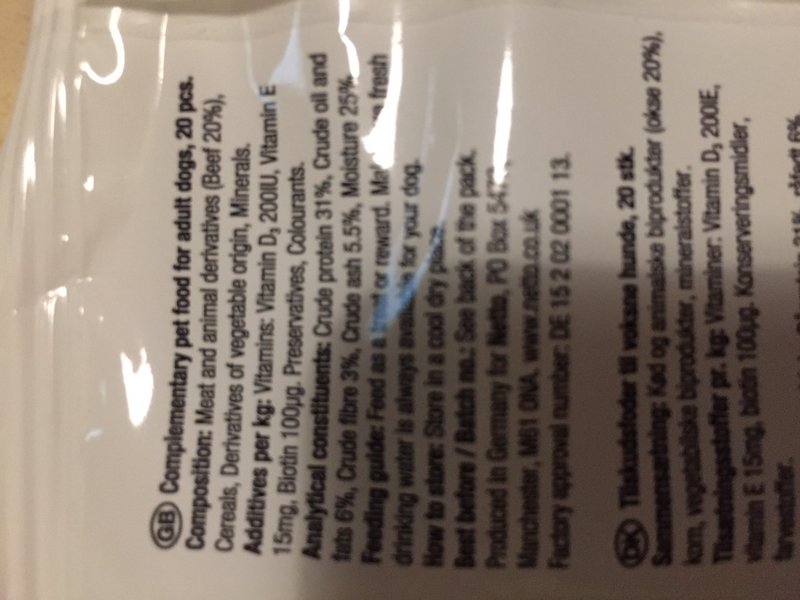 GB Complementary pet food for adult dogs, 20 pcs.
Composition: Meat and animal derivatives (Beef 20%),
Cereals, Derivatives of vegetable origin, Minerals.
Additives per kg: Vitamins: Vitamin D₃ 200IU, Vitamin E
15mg, Biotin 100µg. Preservatives, Colourants.
Analytical constituents: Crude protein 31%, Crude oil and
fats 6%, Crude fibre 3%, Crude ash 5.5%, Moisture 25%.
Feeding guide: Feed as a treat or reward. fresh
drinking water is always for your dog.
How to store: Store in a cool dry place.
Best before / Batch no.: See back of the pack.
Produced in Germany for Netto, PO Box
Manchester, M61 0NA. www.netto.co.uk
Factory approval number: DE 15 2 02 0001 13.
DK Tilskudsfoder til voksne hunde, 20 stk.
Sammensætning: Kød og animalske biprodukter (okse 20%),
korn, vegetabilske biprodukter, mineralstoffer.
Tilsætningsstoffer pr. kg: Vitaminer: Vitamin D₃ 200IE,
vitamin E 15mg, biotin 100µg. Konserveringsmidler,
farvestoffer.
31%, 6%